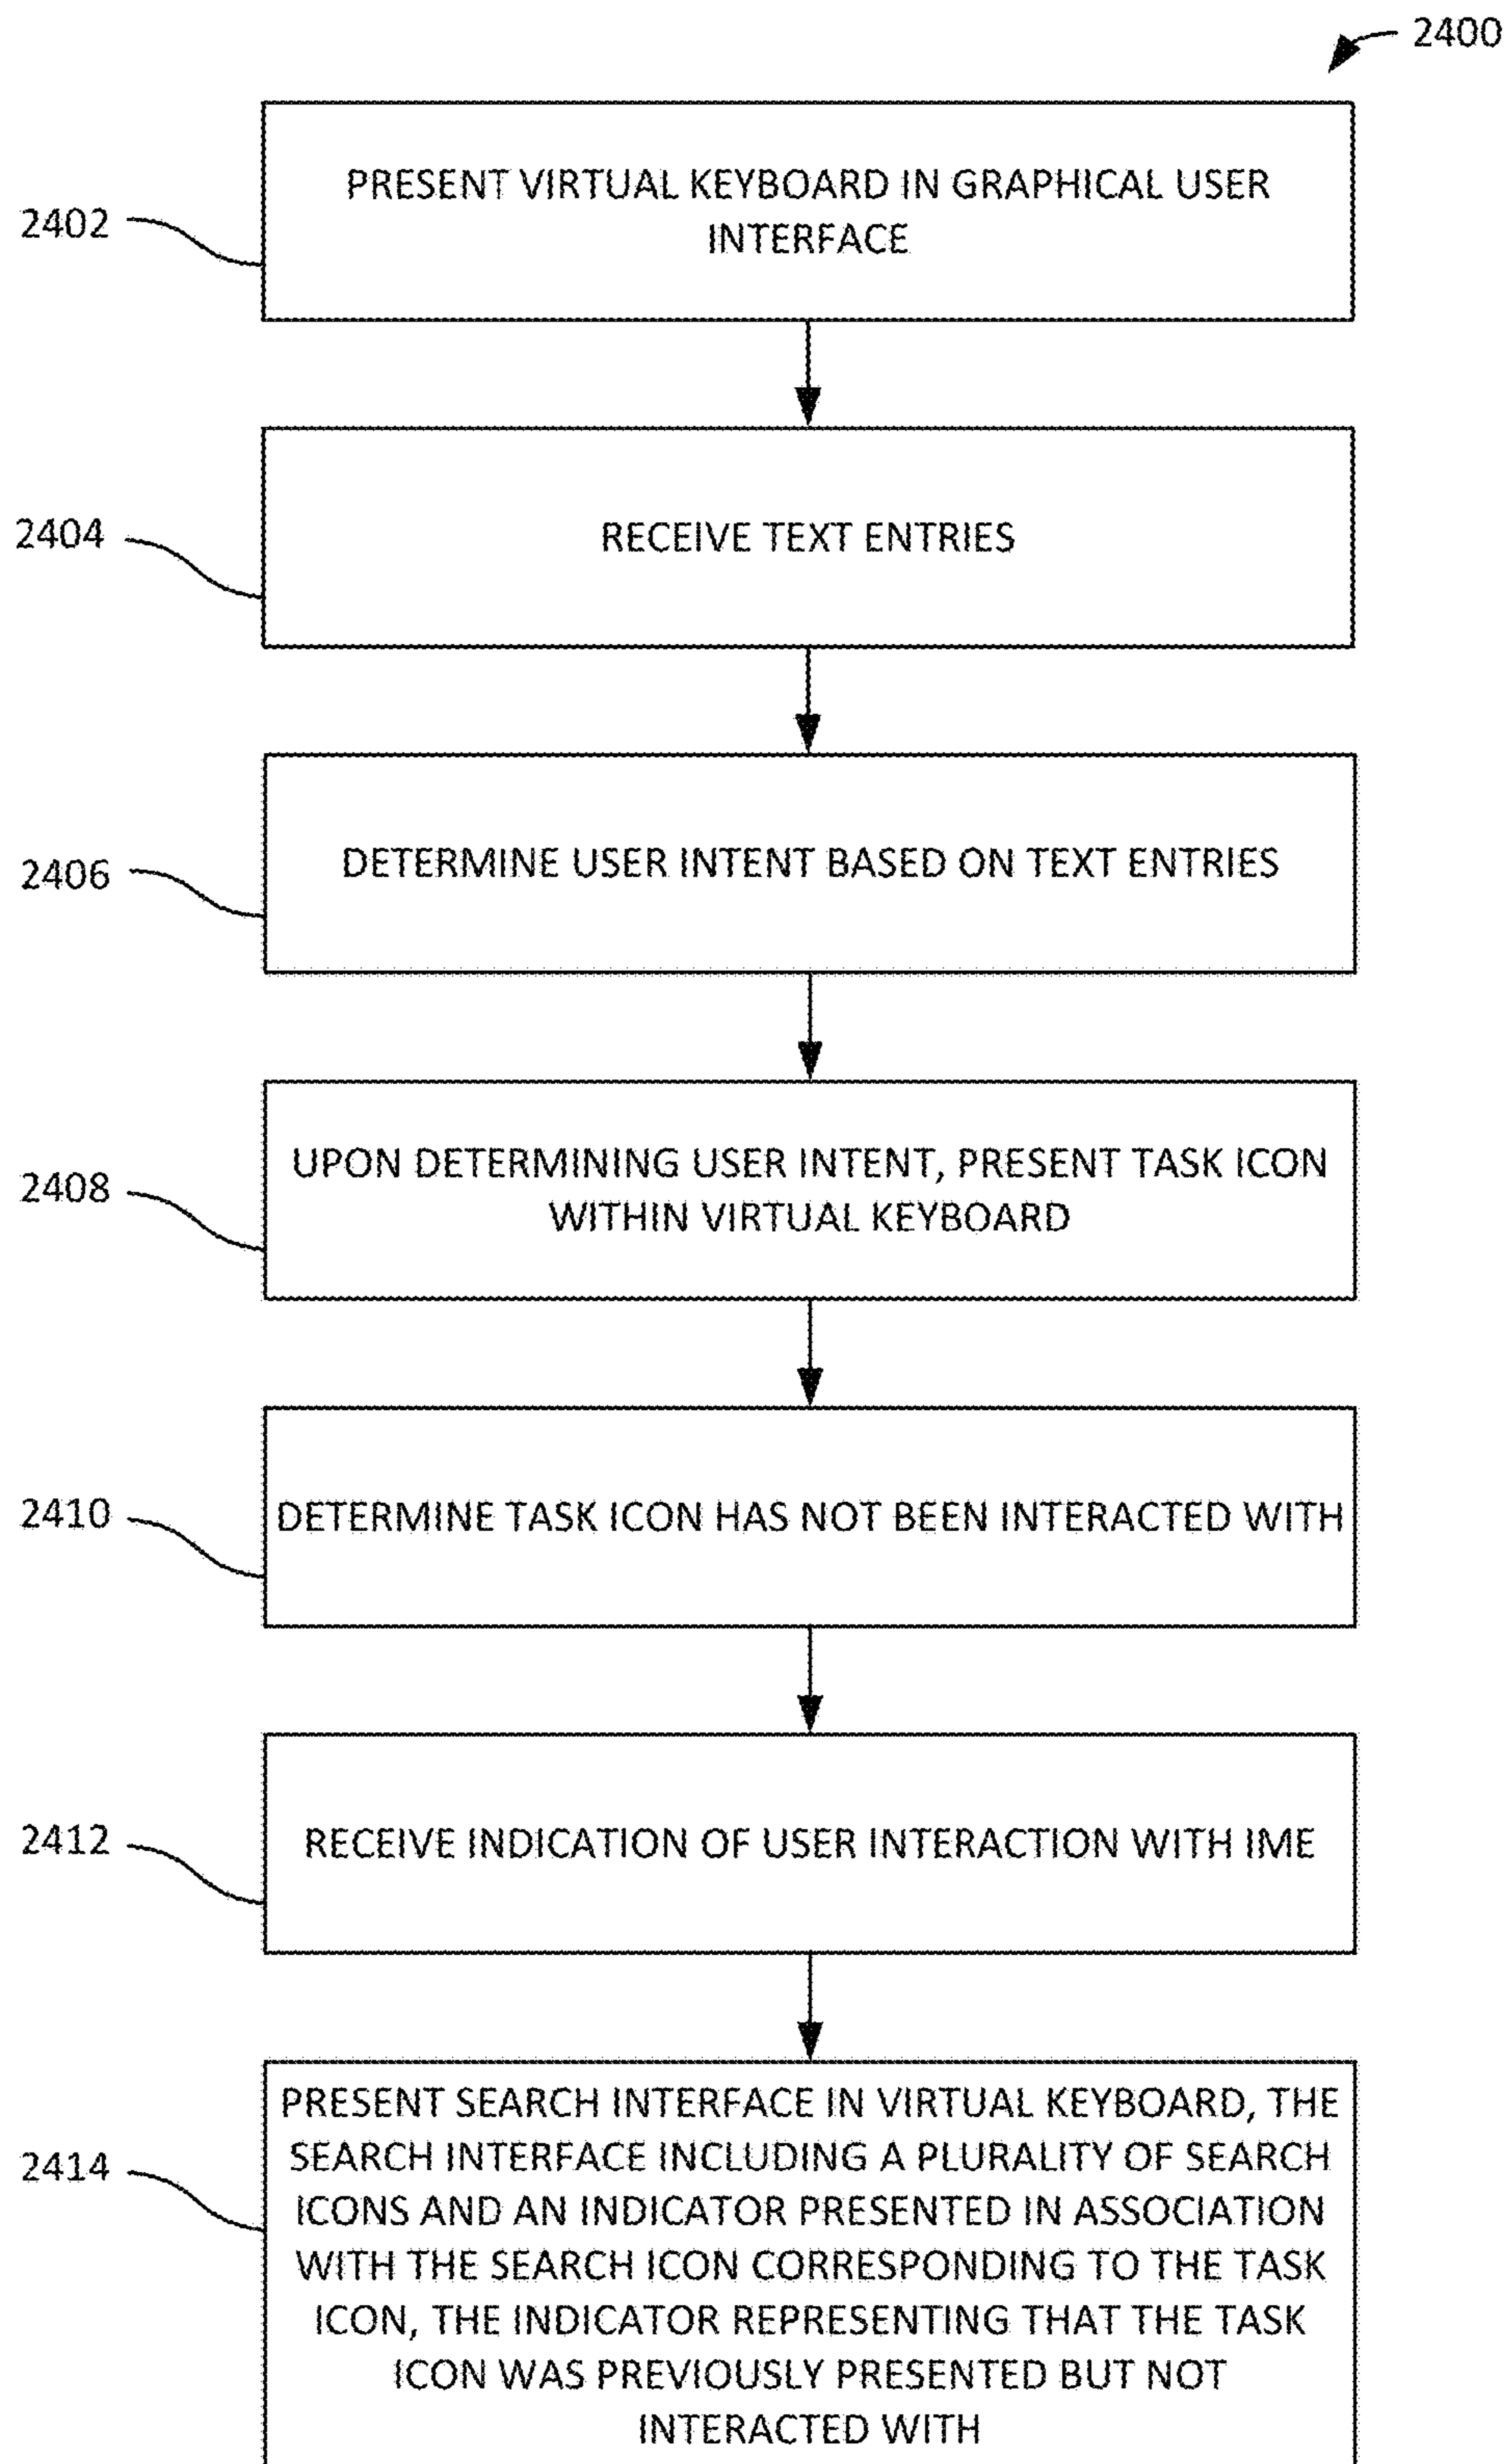 2400
PRESENT VIRTUAL KEYBOARD IN GRAPHICAL USER
INTERFACE
2402
RECEIVE TEXT ENTRIES
2404
DETERMINE USER INTENT BASED ON TEXT ENTRIES
2406
UPON DETERMINING USER INTENT, PRESENT TASK ICON
WITHIN VIRTUAL KEYBOARD
2408
DETERMINE TASK ICON HAS NOT BEEN INTERACTED WITH
2410
RECEIVE INDICATION OF USER INTERACTION WITH IME
2412
PRESENT SEARCH INTERFACE IN VIRTUAL KEYBOARD, THE
SEARCH INTERFACE INCLUDING A PLURALITY OF SEARCH
ICONS AND AN INDICATOR PRESENTED IN ASSOCIATION
WITH THE SEARCH ICON CORRESPONDING TO THE TASK
ICON, THE INDICATOR REPRESENTING THAT THE TASK
ICON WAS PREVIOUSLY PRESENTED BUT NOT
INTERACTED WITH
2414